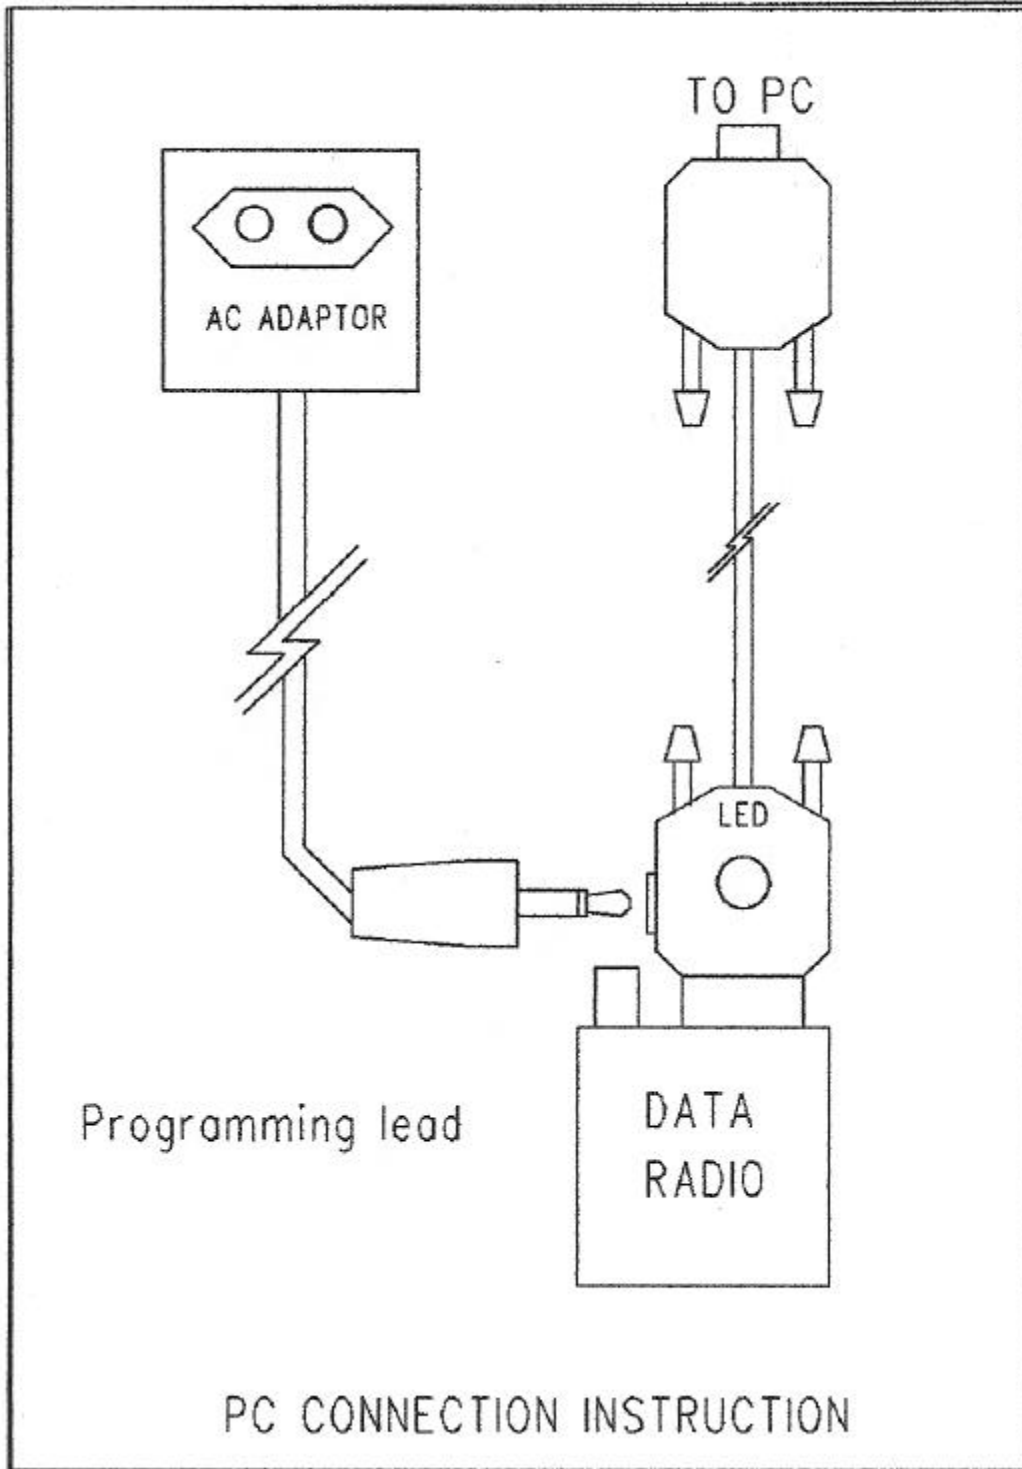 TO PC
AC ADAPTOR
LED
DATA
RADIO
Programming lead
PC CONNECTION INSTRUCTION